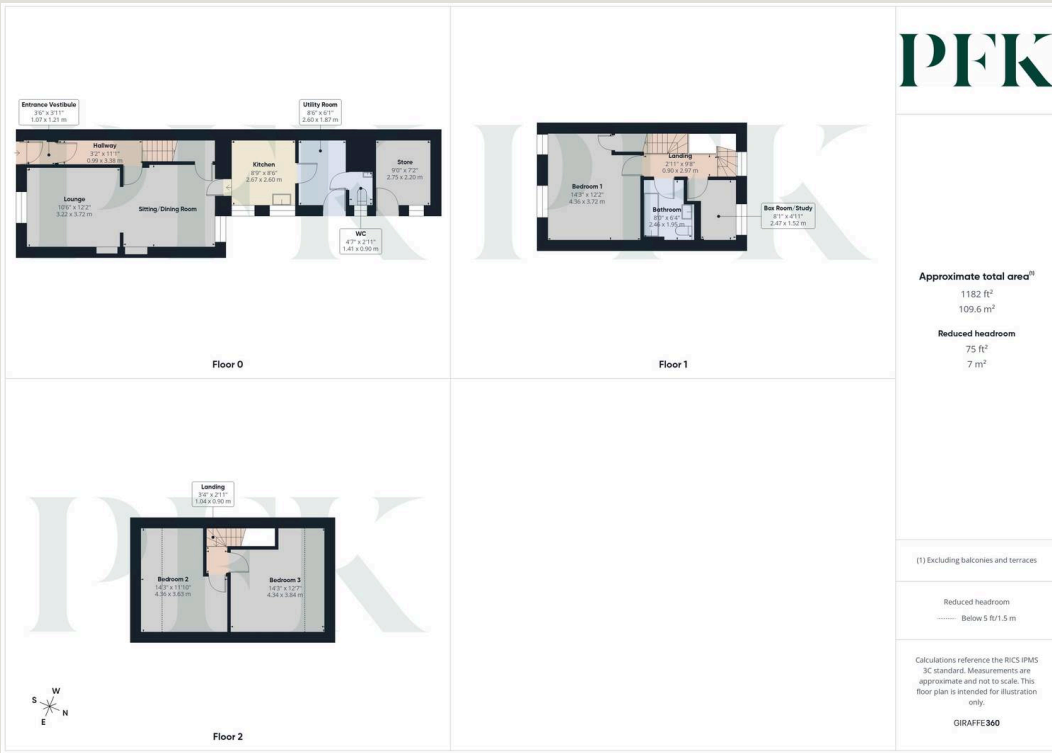 PFK
Entrance Vestibule
3'6" x 3'11"
1.07 x 1.21 m
Utility Room
8'6" x 6'1"
2.60 x 1.87 m
Hallway
3'2" x 11'1"
0.99 x 3.38 m
Kitchen
8'9" x 8'6"
2.67 x 2.60 m
Store
9'0" x 7'2"
2.75 x 2.20 m
Lounge
10'6" x 12'2"
3.22 x 3.72 m
Sitting/Dining Room
WC
4'7" x 2'11"
1.41 x 0.90 m
Floor 0
PFK
Landing
2'11" x 9'8"
0.90 x 2.97 m
Bedroom 1
14'3" x 12'2"
4.36 x 3.72 m
Bathroom
8'0" x 6'4"
2.46 x 1.95 m
Box Room/Study
8'1" x 4'11"
2.47 x 1.52 m
Floor 1
PFK
Landing
3'4" x 2'11"
1.04 x 0.90 m
Bedroom 2
14'3" x 11'10"
4.36 x 3.63 m
Bedroom 3
14'3" x 12'7"
4.34 x 3.84 m
W
S
N
E
Floor 2
PFK
Approximate total area(1)
1182 ft²
109.6 m²
Reduced headroom
75 ft²
7 m²
(1) Excluding balconies and terraces
Reduced headroom
Below 5 ft/1.5 m
Calculations reference the RICS IPMS
3C standard. Measurements are
approximate and not to scale. This
floor plan is intended for illustration
only.
GIRAFFE360